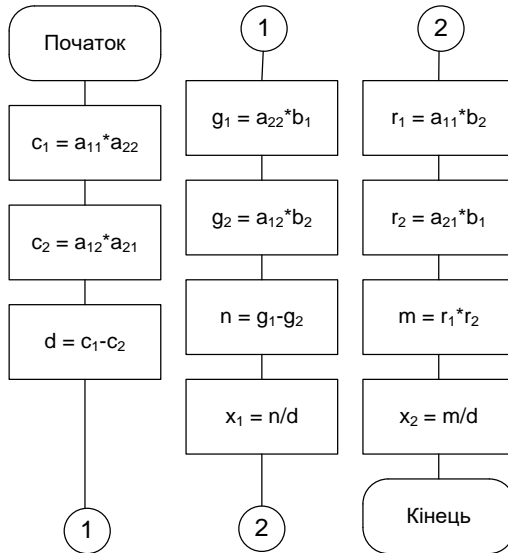 Початок
c₁ = a₁₁*a₂₂
c₂ = a₁₂*a₂₁
d = c₁-c₂
1
1
g₁ = a₂₂*b₁
g₂ = a₁₂*b₂
n = g₁-g₂
x₁ = n/d
2
2
r₁ = a₁₁*b₂
r₂ = a₂₁*b₁
m = r₁*r₂
x₂ = m/d
Кінець